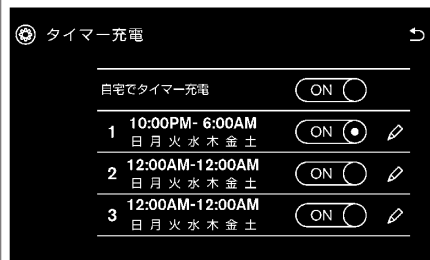 タイマー充電
自宅でタイマー充電 ON
1 10:00PM- 6:00AM ON
日 月 火 水 木 金 土
2 12:00AM-12:00AM ON
日 月 火 水 木 金 土
3 12:00AM-12:00AM ON
日 月 火 水 木 金 土